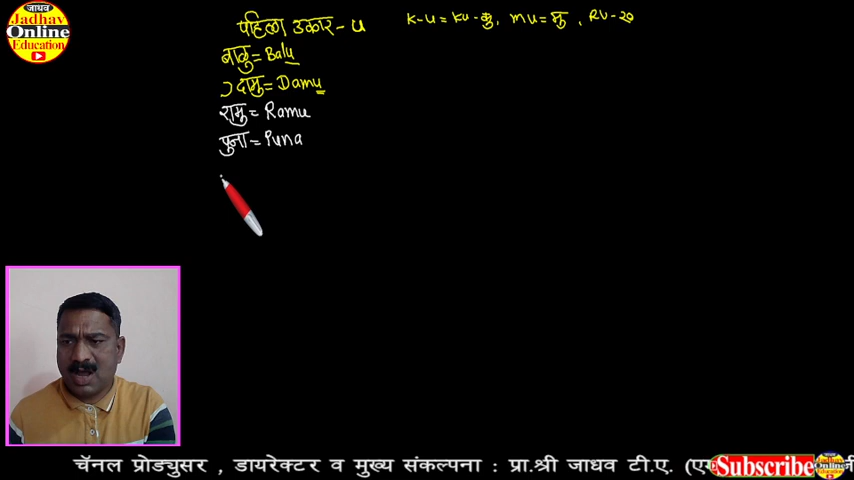 जाधव
Jadhav
Online
Education
पहिला उकार - u
K-U = KU - कु, mu = मु, RU - रु
बाळु = Balu
दामु = Damu
रामु = Ramu
पुना = Puna
चॅनल प्रोड्युसर , डायरेक्टर व मुख्य संकल्पना : प्रा.श्री जाधव टी.ए. (ए
Subscribe